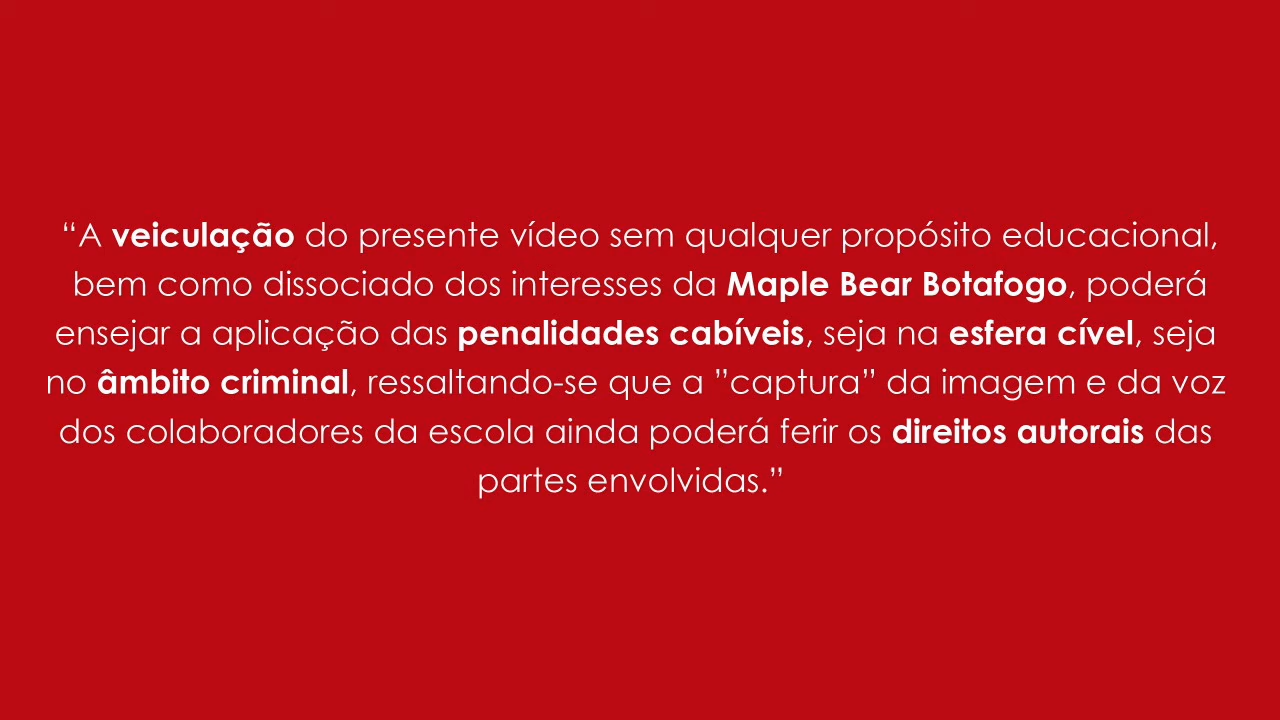 “A veiculação do presente vídeo sem qualquer propósito educacional,
bem como dissociado dos interesses da Maple Bear Botafogo, poderá
ensejar a aplicação das penalidades cabíveis, seja na esfera cível, seja
no âmbito criminal, ressaltando-se que a ”captura” da imagem e da voz
dos colaboradores da escola ainda poderá ferir os direitos autorais das
partes envolvidas.”